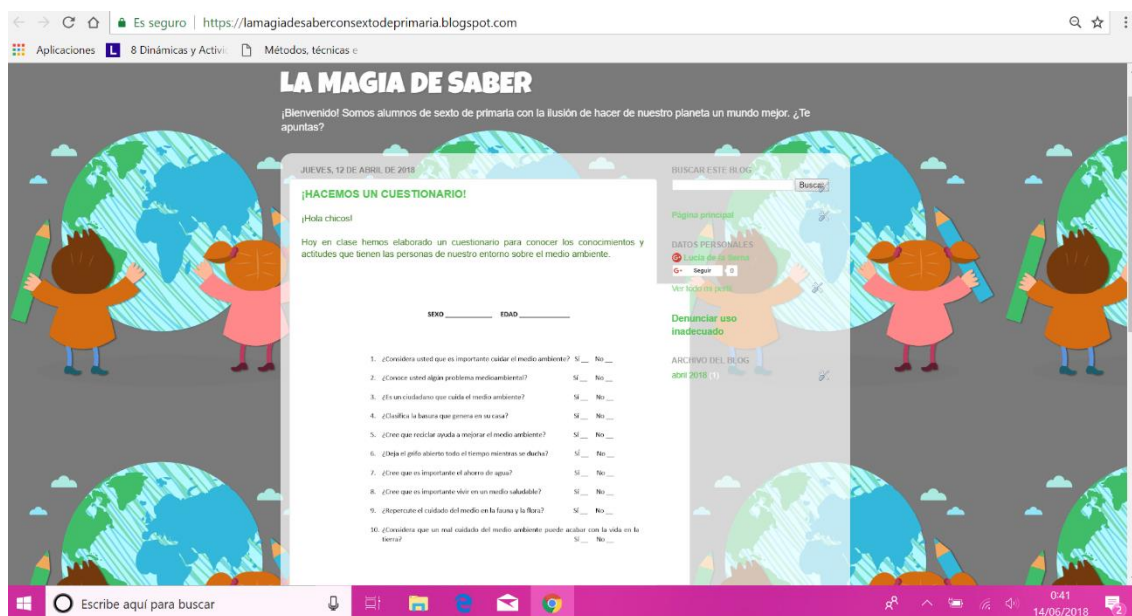 Es seguro | https://lamagiadesaberconsextodeprimaria.blogspot.com
Aplicaciones L 8 Dinámicas y Activi Métodos, técnicas e
LA MAGIA DE SABER
¡Bienvenido! Somos alumnos de sexto de primaria con la ilusión de hacer de nuestro planeta un mundo mejor. ¿Te
apuntas?
JUEVES, 12 DE ABRIL DE 2018
¡HACEMOS UN CUESTIONARIO!
¡Hola chicos!
Hoy en clase hemos elaborado un cuestionario para conocer los conocimientos y
actitudes que tienen las personas de nuestro entorno sobre el medio ambiente.
SEXO ____________ EDAD ____________
1. ¿Considera usted que es importante cuidar el medio ambiente? Sí __ No __
2. ¿Conoce usted algún problema medioambiental? Sí __ No __
3. ¿Es un ciudadano que cuida el medio ambiente? Sí __ No __
4. ¿Clasifica la basura que genera en su casa? Sí __ No __
5. ¿Cree que reciclar ayuda a mejorar el medio ambiente? Sí __ No __
6. ¿Deja el grifo abierto todo el tiempo mientras se ducha? Sí __ No __
7. ¿Cree que es importante el ahorro de agua? Sí __ No __
8. ¿Cree que es importante vivir en un medio saludable? Sí __ No __
9. ¿Repercute el cuidado del medio en la fauna y la flora? Sí __ No __
10. ¿Considera que un mal cuidado del medio ambiente puede acabar con la vida en la
tierra? Sí __ No __
BUSCAR ESTE BLOG
Buscar
Página principal
DATOS PERSONALES
Lucía de la
G+ Seguir 0
Ver todo mi perfil
Denunciar uso
inadecuado
ARCHIVO DEL BLOG
abril 2018
Escribe aquí para buscar
0:41
14/06/2018
2